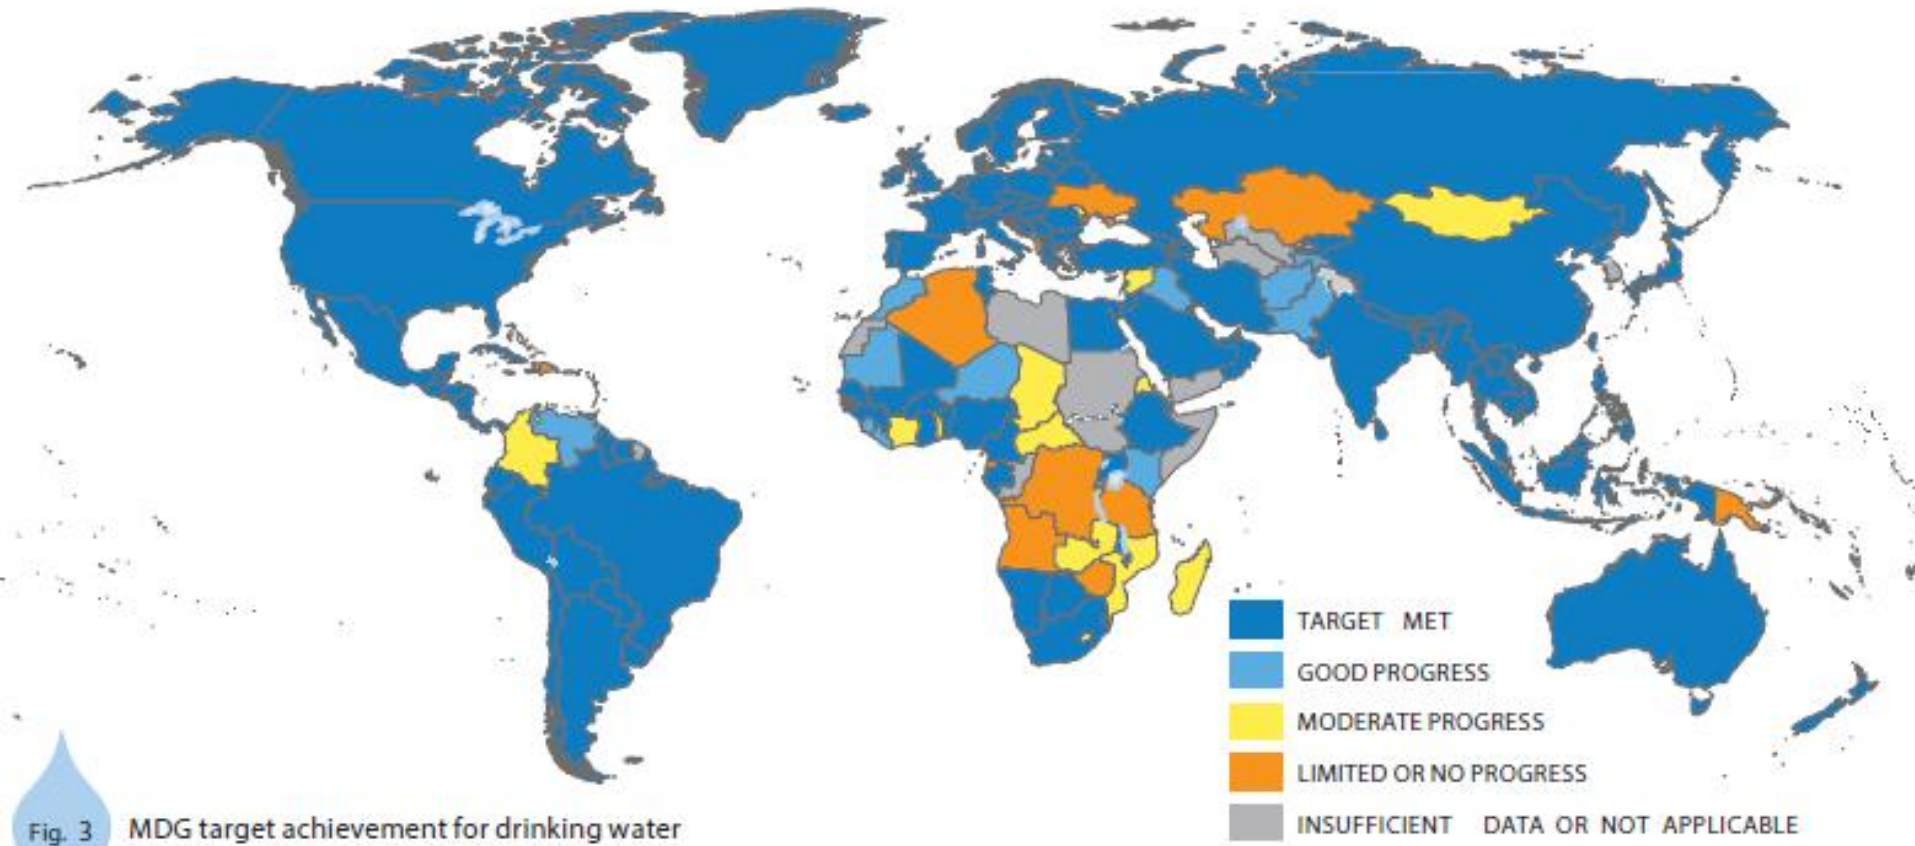 TARGET MET
GOOD PROGRESS
MODERATE PROGRESS
LIMITED OR NO PROGRESS
INSUFFICIENT DATA OR NOT APPLICABLE
Fig. 3 MDG target achievement for drinking water